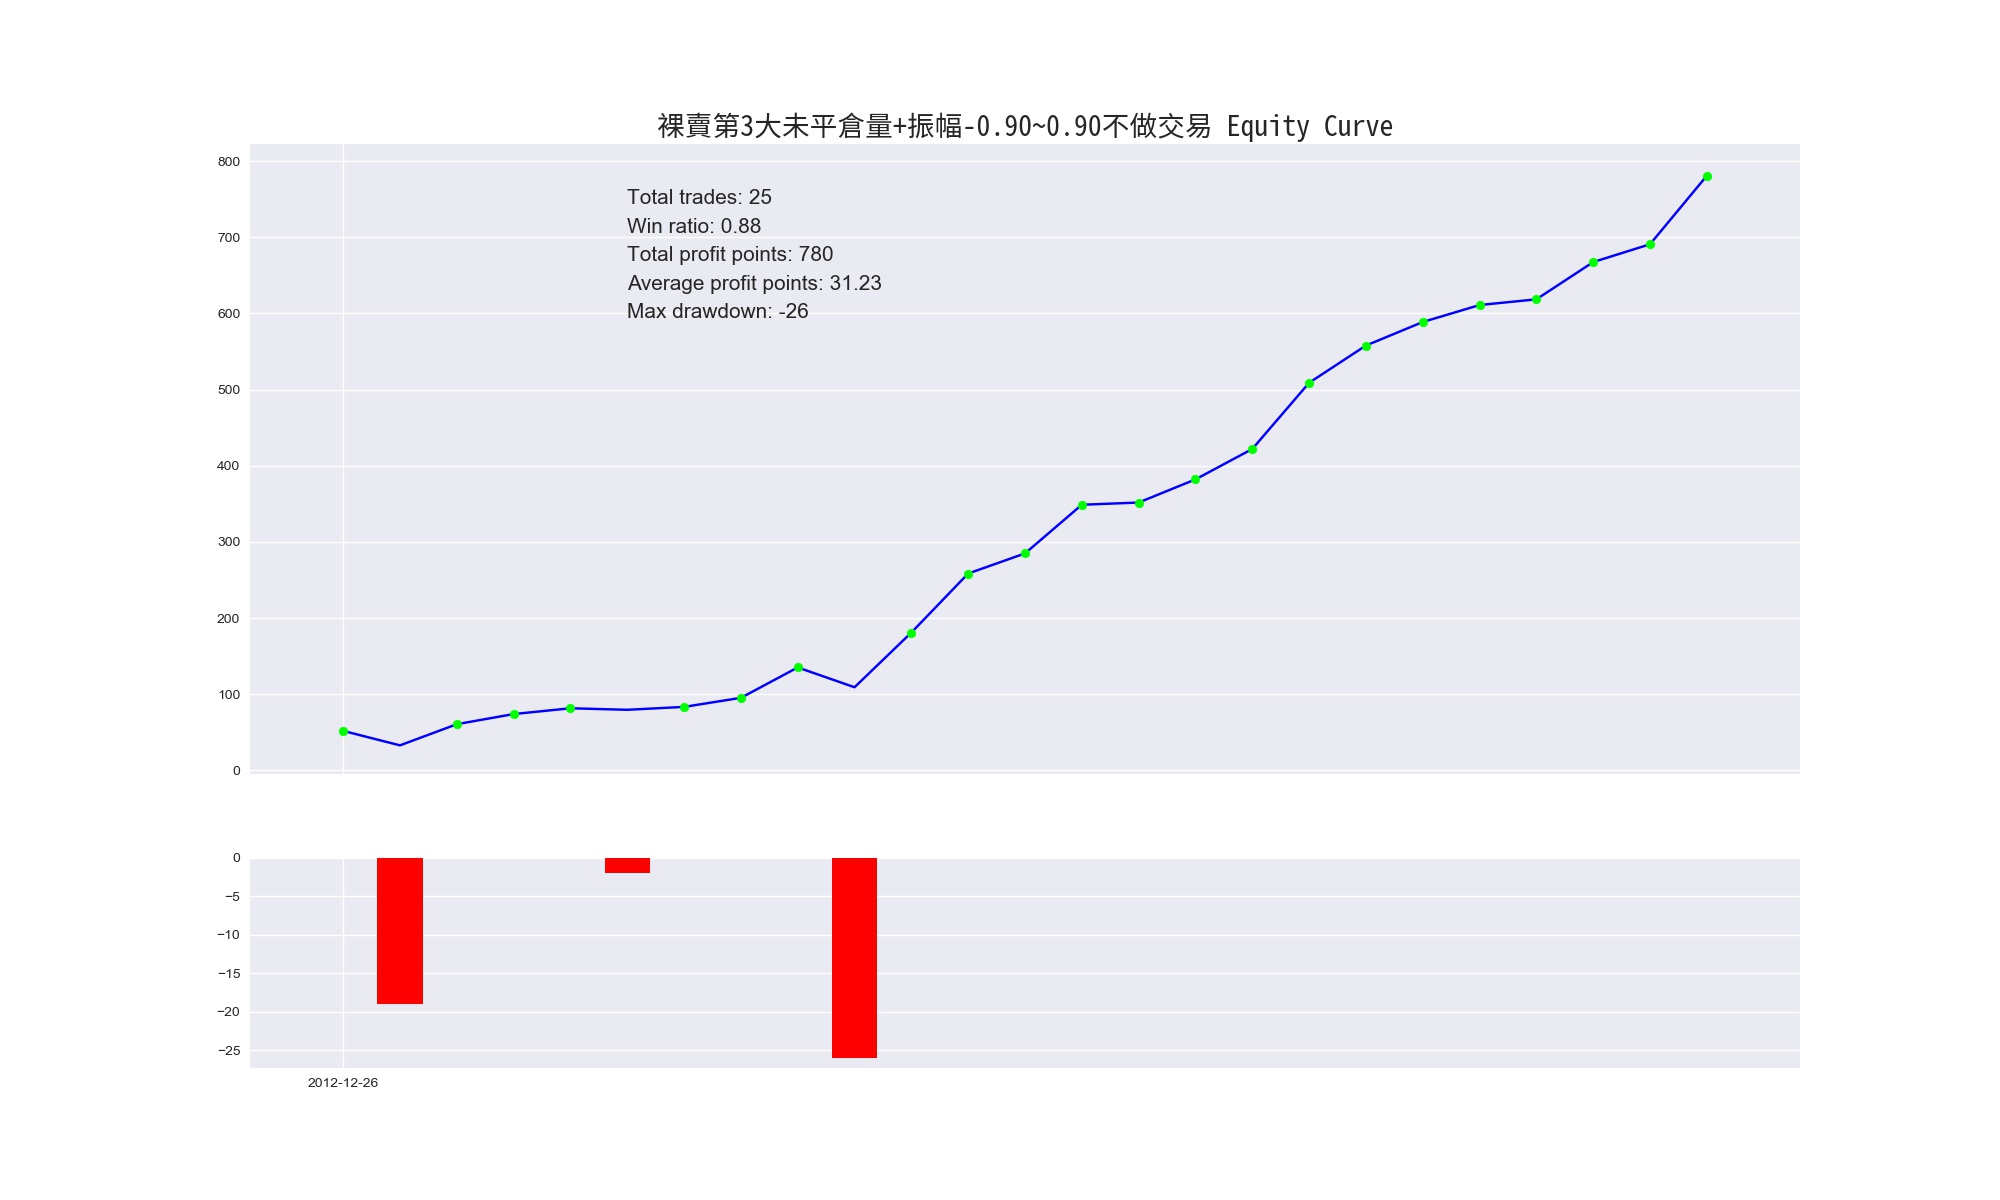 裸賣第3大未平倉量+振幅-0.90~0.90不做交易 Equity Curve
800
700
600
500
400
300
200
100
0
Total trades: 25
Win ratio: 0.88
Total profit points: 780
Average profit points: 31.23
Max drawdown: -26
0
−5
−10
−15
−20
−25
2012-12-26